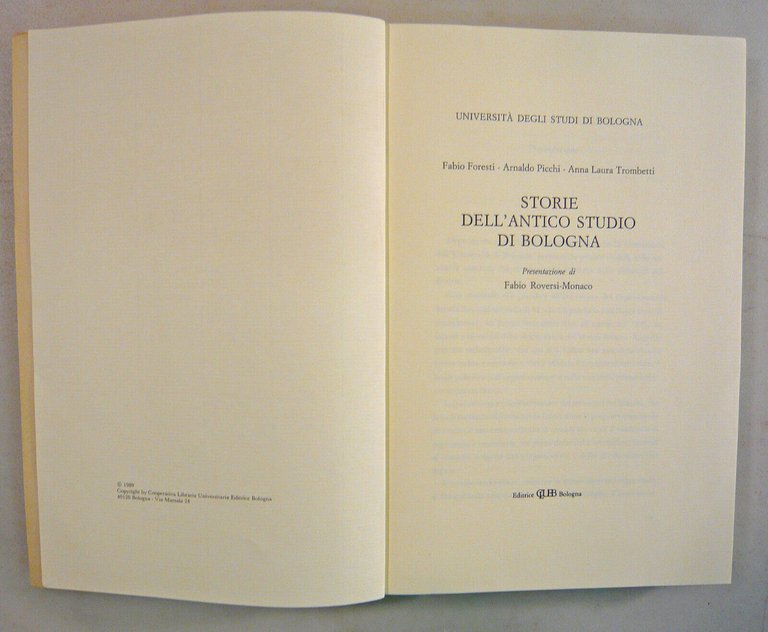 © 1989
Copyright by Cooperativa Libraria Universitaria Editrice Bologna
40126 Bologna - Via Marsala 24
UNIVERSITÀ DEGLI STUDI DI BOLOGNA
Fabio Foresti - Arnaldo Picchi - Anna Laura Trombetti
STORIE
DELL'ANTICO STUDIO
DI BOLOGNA
Presentazione di
Fabio Roversi-Monaco
Editrice CLUEB Bologna